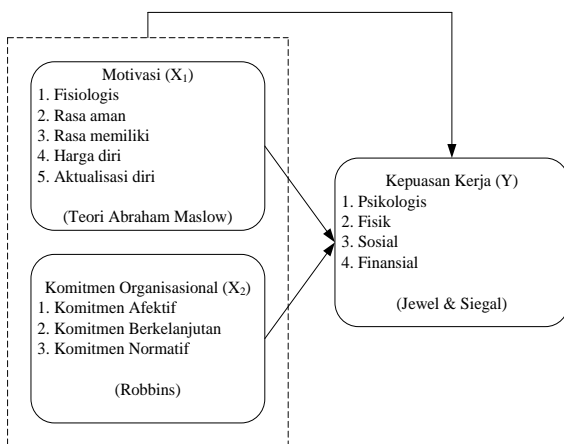 Motivasi (X₁)
1. Fisiologis
2. Rasa aman
3. Rasa memiliki
4. Harga diri
5. Aktualisasi diri
(Teori Abraham Maslow)
Komitmen Organisasional (X₂)
1. Komitmen Afektif
2. Komitmen Berkelanjutan
3. Komitmen Normatif
(Robbins)
Kepuasan Kerja (Y)
1. Psikologis
2. Fisik
3. Sosial
4. Finansial
(Jewel & Siegal)